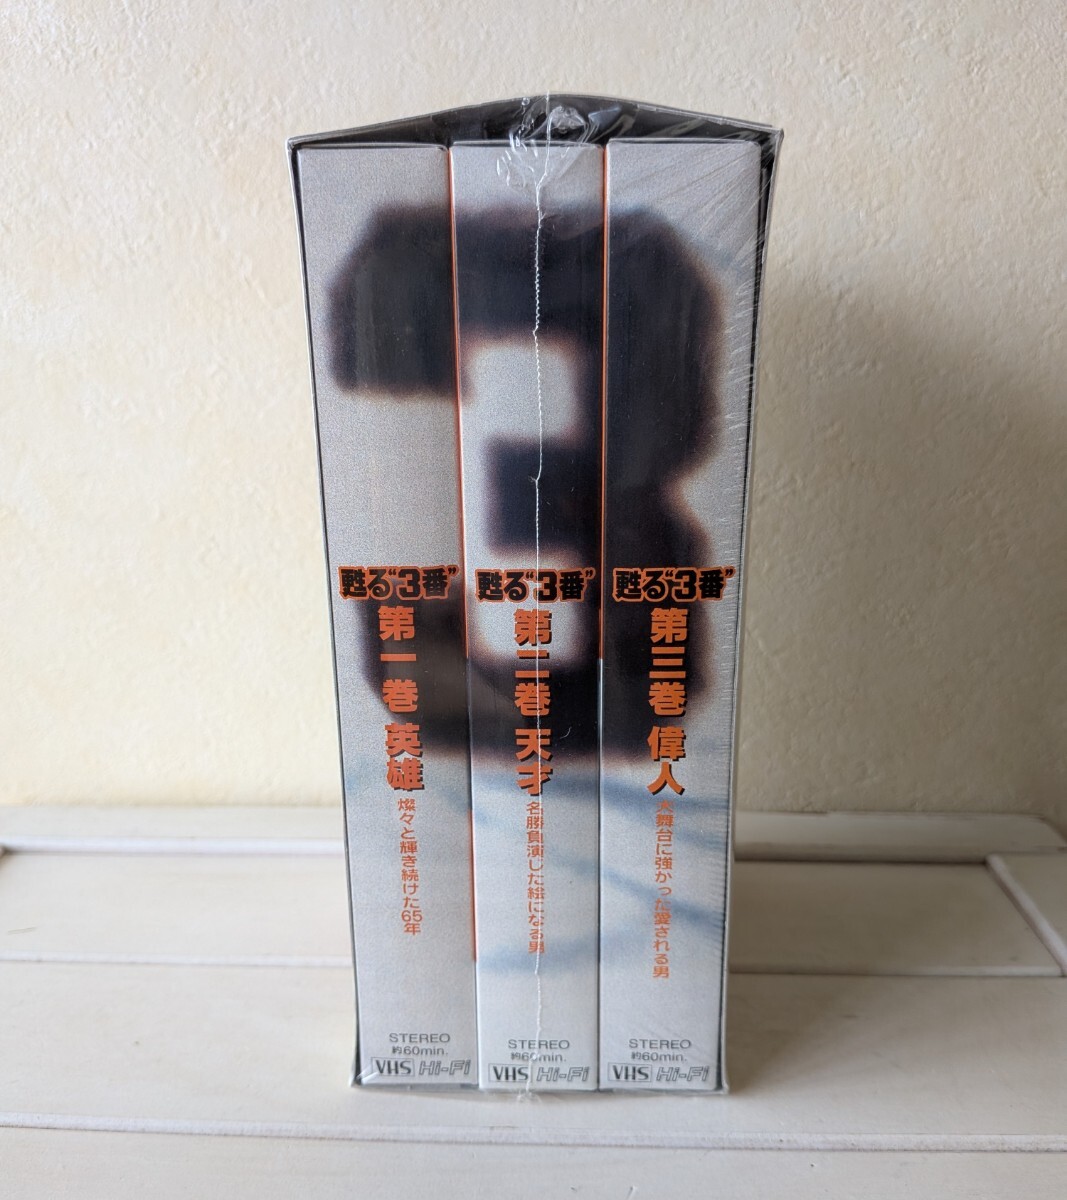 甦る“3番”
第一巻 英雄
燦々と輝き続けた65年
STEREO
約60min.
VHS Hi-Fi
甦る“3番”
第二巻 天才
名勝負演じた絵になる男
STEREO
約60min.
VHS Hi-Fi
甦る“3番”
第三巻 偉人
大舞台に強かった愛される男
STEREO
約60min.
VHS Hi-Fi
3